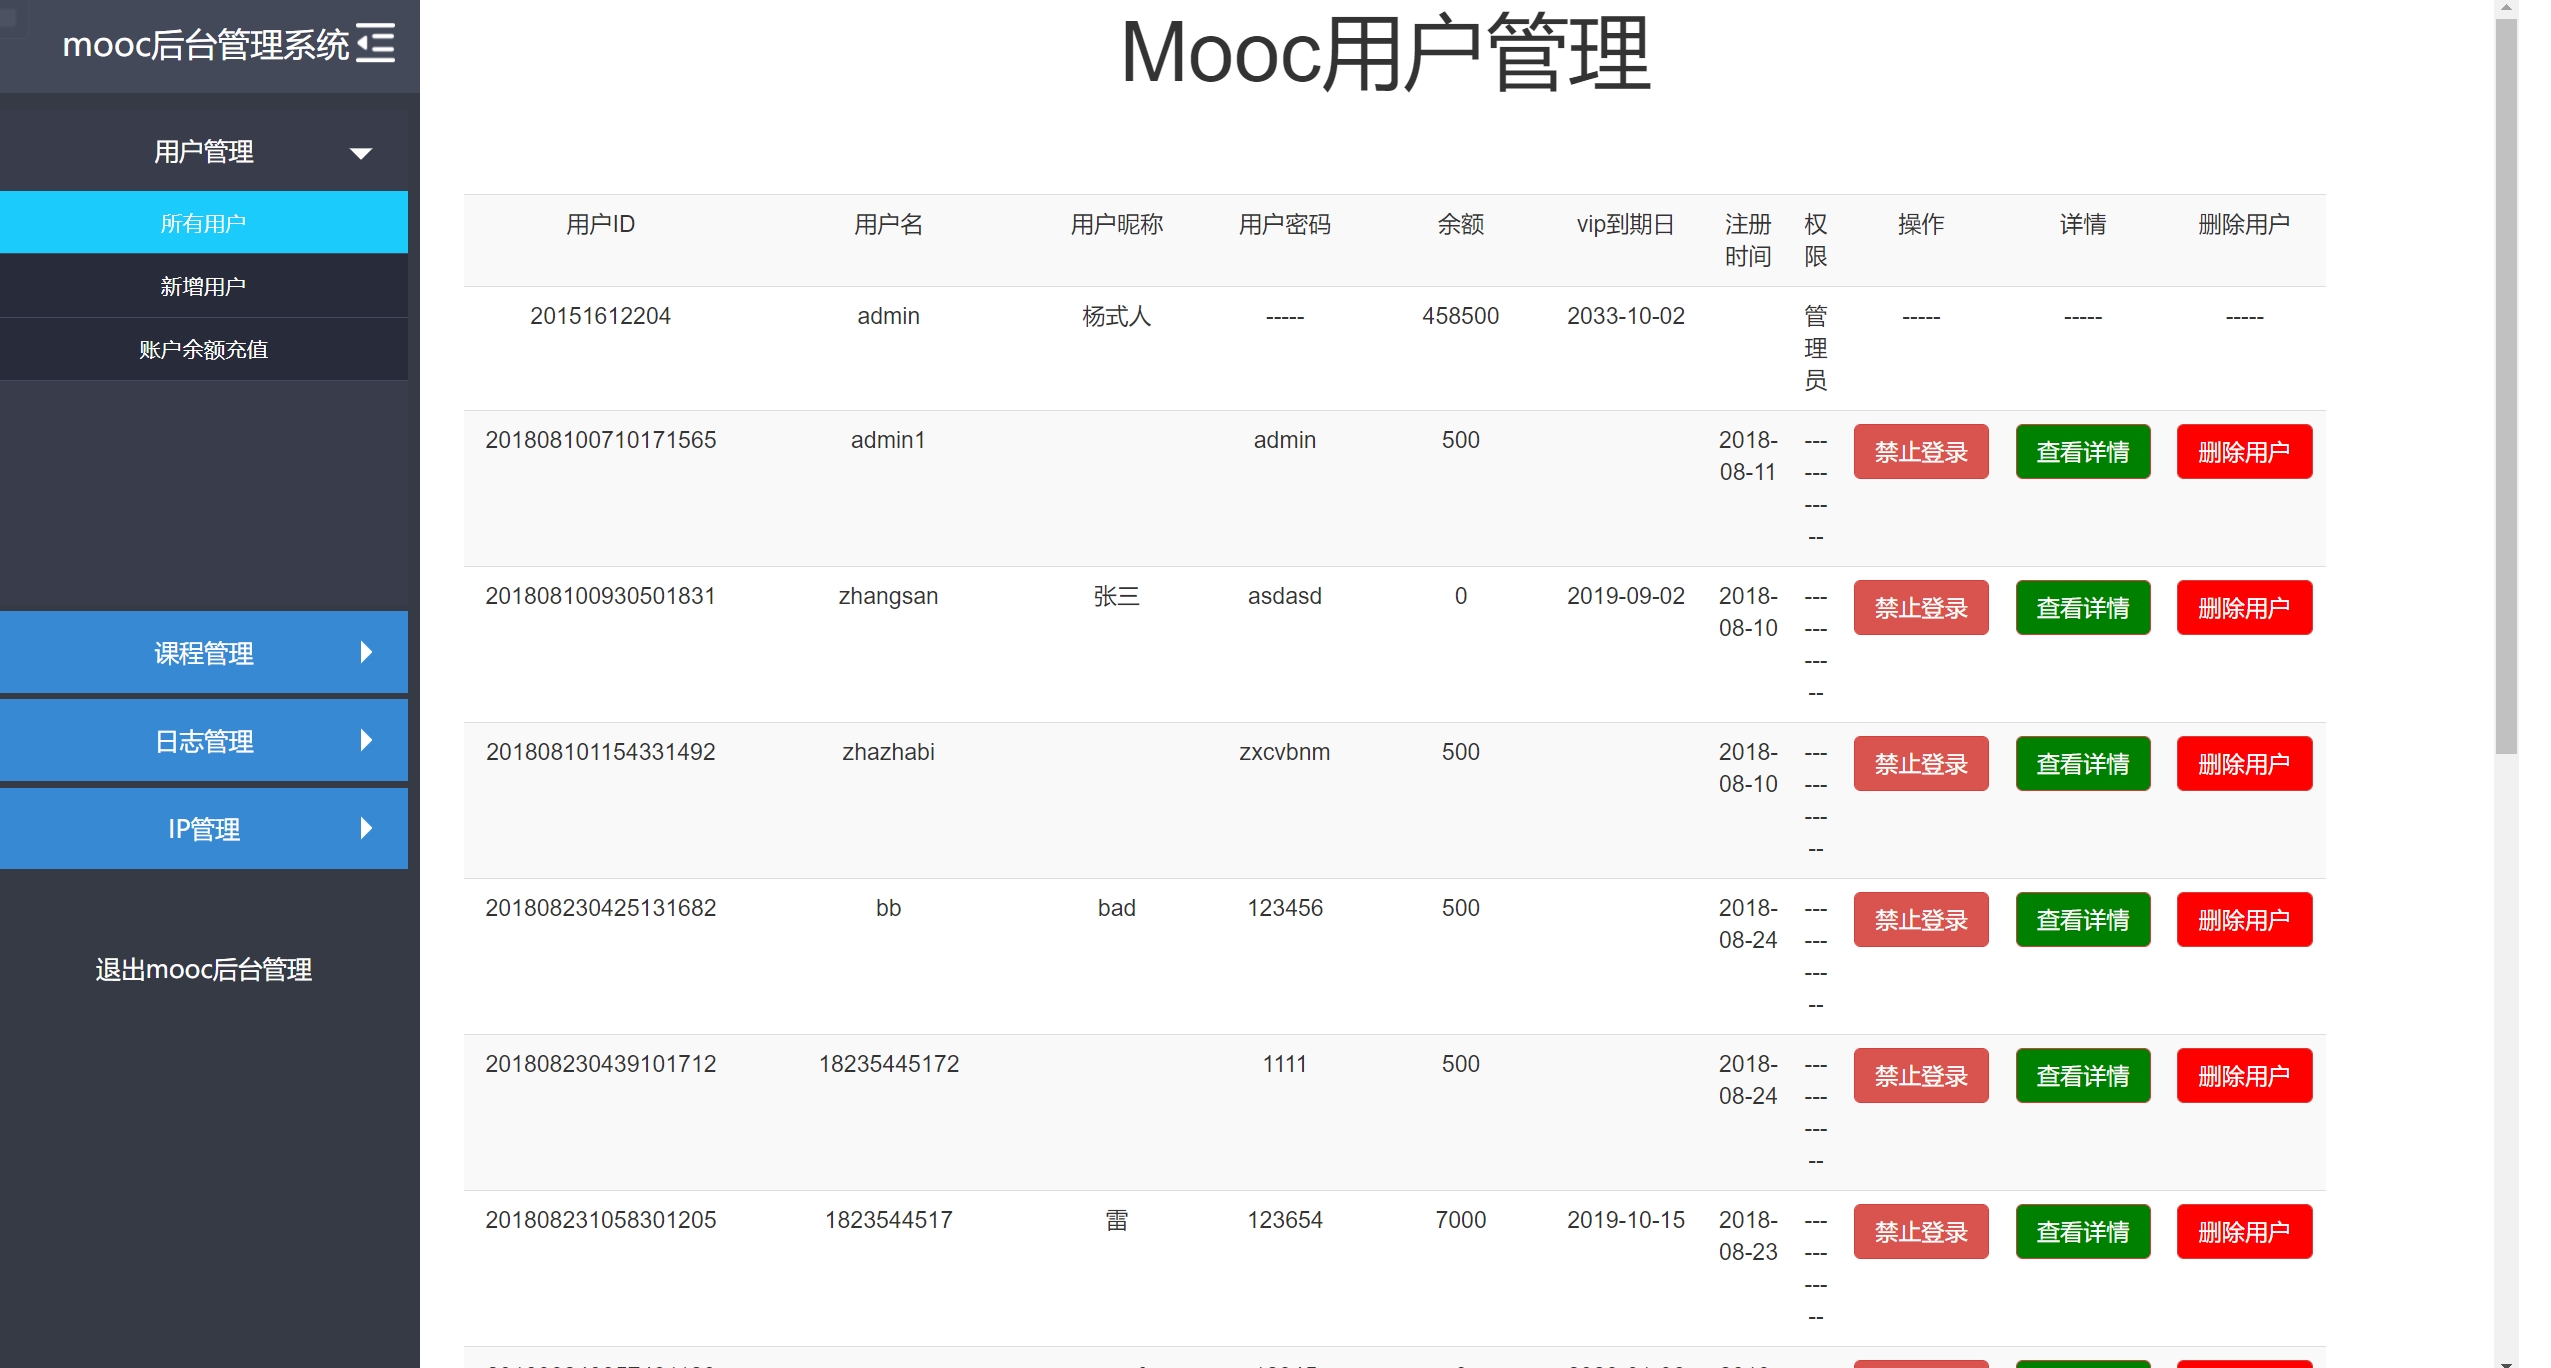 mooc后台管理系统
用户管理
所有用户
新增用户
账户余额充值
课程管理
日志管理
IP管理
退出mooc后台管理
Mooc用户管理
用户ID 用户名 用户昵称 用户密码 余额 vip到期日 注册时间 权限 操作 详情 删除用户
20151612204 admin 杨式人 ----- 458500 2033-10-02 管理员 ----- ----- -----
201808100710171565 admin1 admin 500 2018-08-11 ----------- 禁止登录 查看详情 删除用户
201808100930501831 zhangsan 张三 asdasd 0 2019-09-02 2018-08-10 ----------- 禁止登录 查看详情 删除用户
201808101154331492 zhazhabi zxcvbnm 500 2018-08-10 ----------- 禁止登录 查看详情 删除用户
201808230425131682 bb bad 123456 500 2018-08-24 ----------- 禁止登录 查看详情 删除用户
201808230439101712 18235445172 1111 500 2018-08-24 ----------- 禁止登录 查看详情 删除用户
201808231058301205 1823544517 雷 123654 7000 2019-10-15 2018-08-23 ----------- 禁止登录 查看详情 删除用户